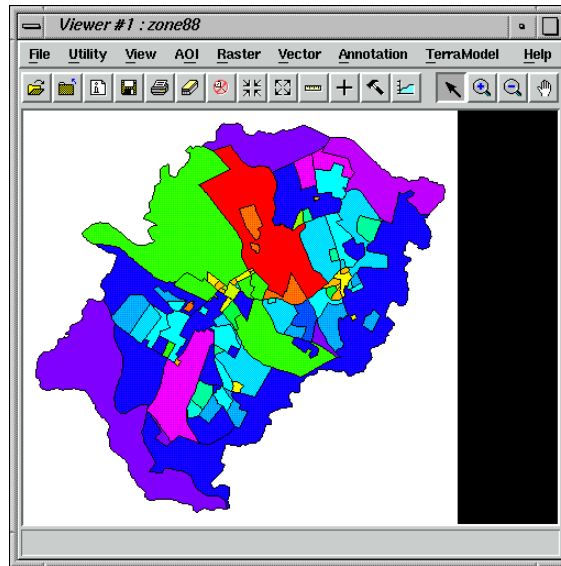 Viewer #1 : zone88
File Utility View AOI Raster Vector Annotation TerraModel Help